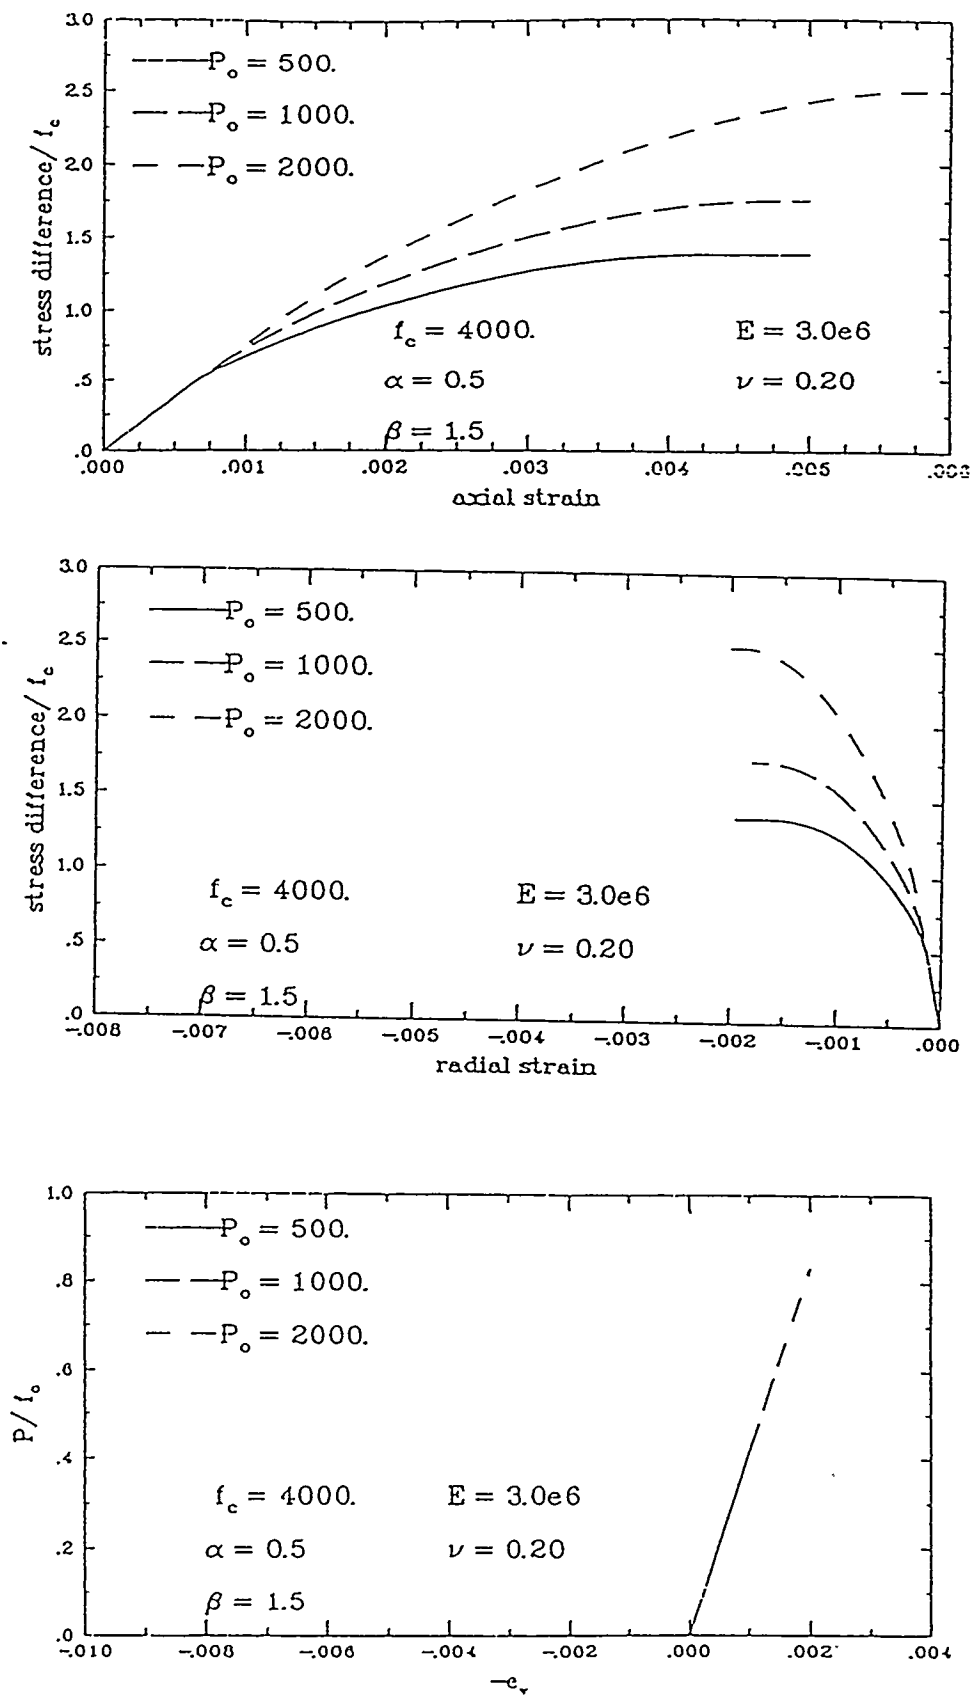 3.0
2.5
2.0
1.5
1.0
.5
.0
stress difference/ f_c
P_o = 500.
P_o = 1000.
P_o = 2000.
f_c = 4000.
E = 3.0e6
α = 0.5
ν = 0.20
β = 1.5
.000 .001 .002 .003 .004 .005
axial strain
3.0
2.5
2.0
1.5
1.0
.5
.0
stress difference/ f_c
P_o = 500.
P_o = 1000.
P_o = 2000.
f_c = 4000.
E = 3.0e6
α = 0.5
ν = 0.20
β = 1.5
-.008 -.007 -.006 -.005 -.004 -.003 -.002 -.001 .000
radial strain
1.0
.8
.6
.4
.2
.0
P/ f_c
P_o = 500.
P_o = 1000.
P_o = 2000.
f_c = 4000.
E = 3.0e6
α = 0.5
ν = 0.20
β = 1.5
-.010 -.008 -.006 -.004 -.002 .000 .002 .004
-e_v